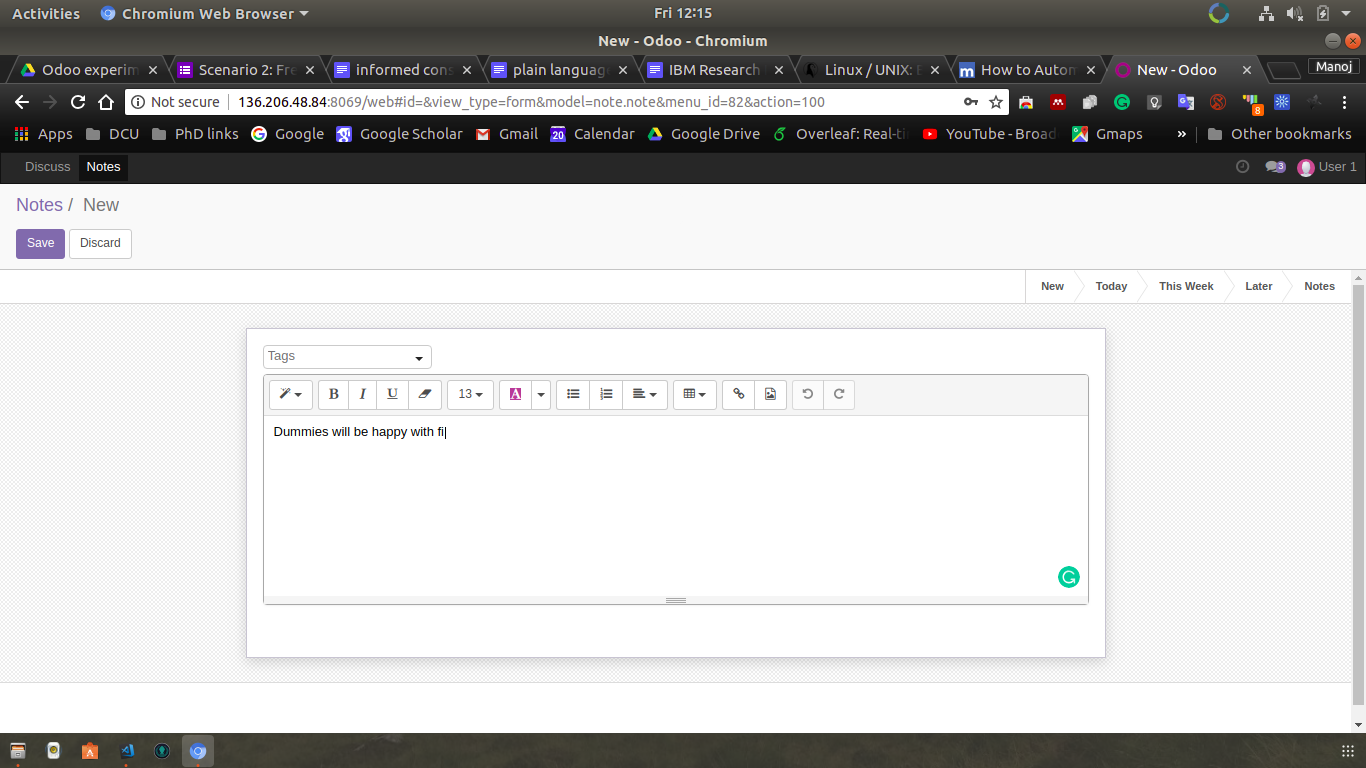 Activities Chromium Web Browser Fri 12:15
New - Odoo - Chromium
Odoo experim Scenario 2: Fre informed cons plain language IBM Research Linux / UNIX: How to Autom New - Odoo Manoj
Not secure 136.206.48.84:8069/web#id=&view_type=form&model=note.note&menu_id=82&action=100 8
Apps DCU PhD links Google Google Scholar Gmail 20 Calendar Google Drive Overleaf: Real-ti YouTube - Broad Gmaps » Other bookmarks
Discuss Notes 3 User 1
Notes / New
Save Discard
New Today This Week Later Notes
Tags
B I U 13 A
Dummies will be happy with fi